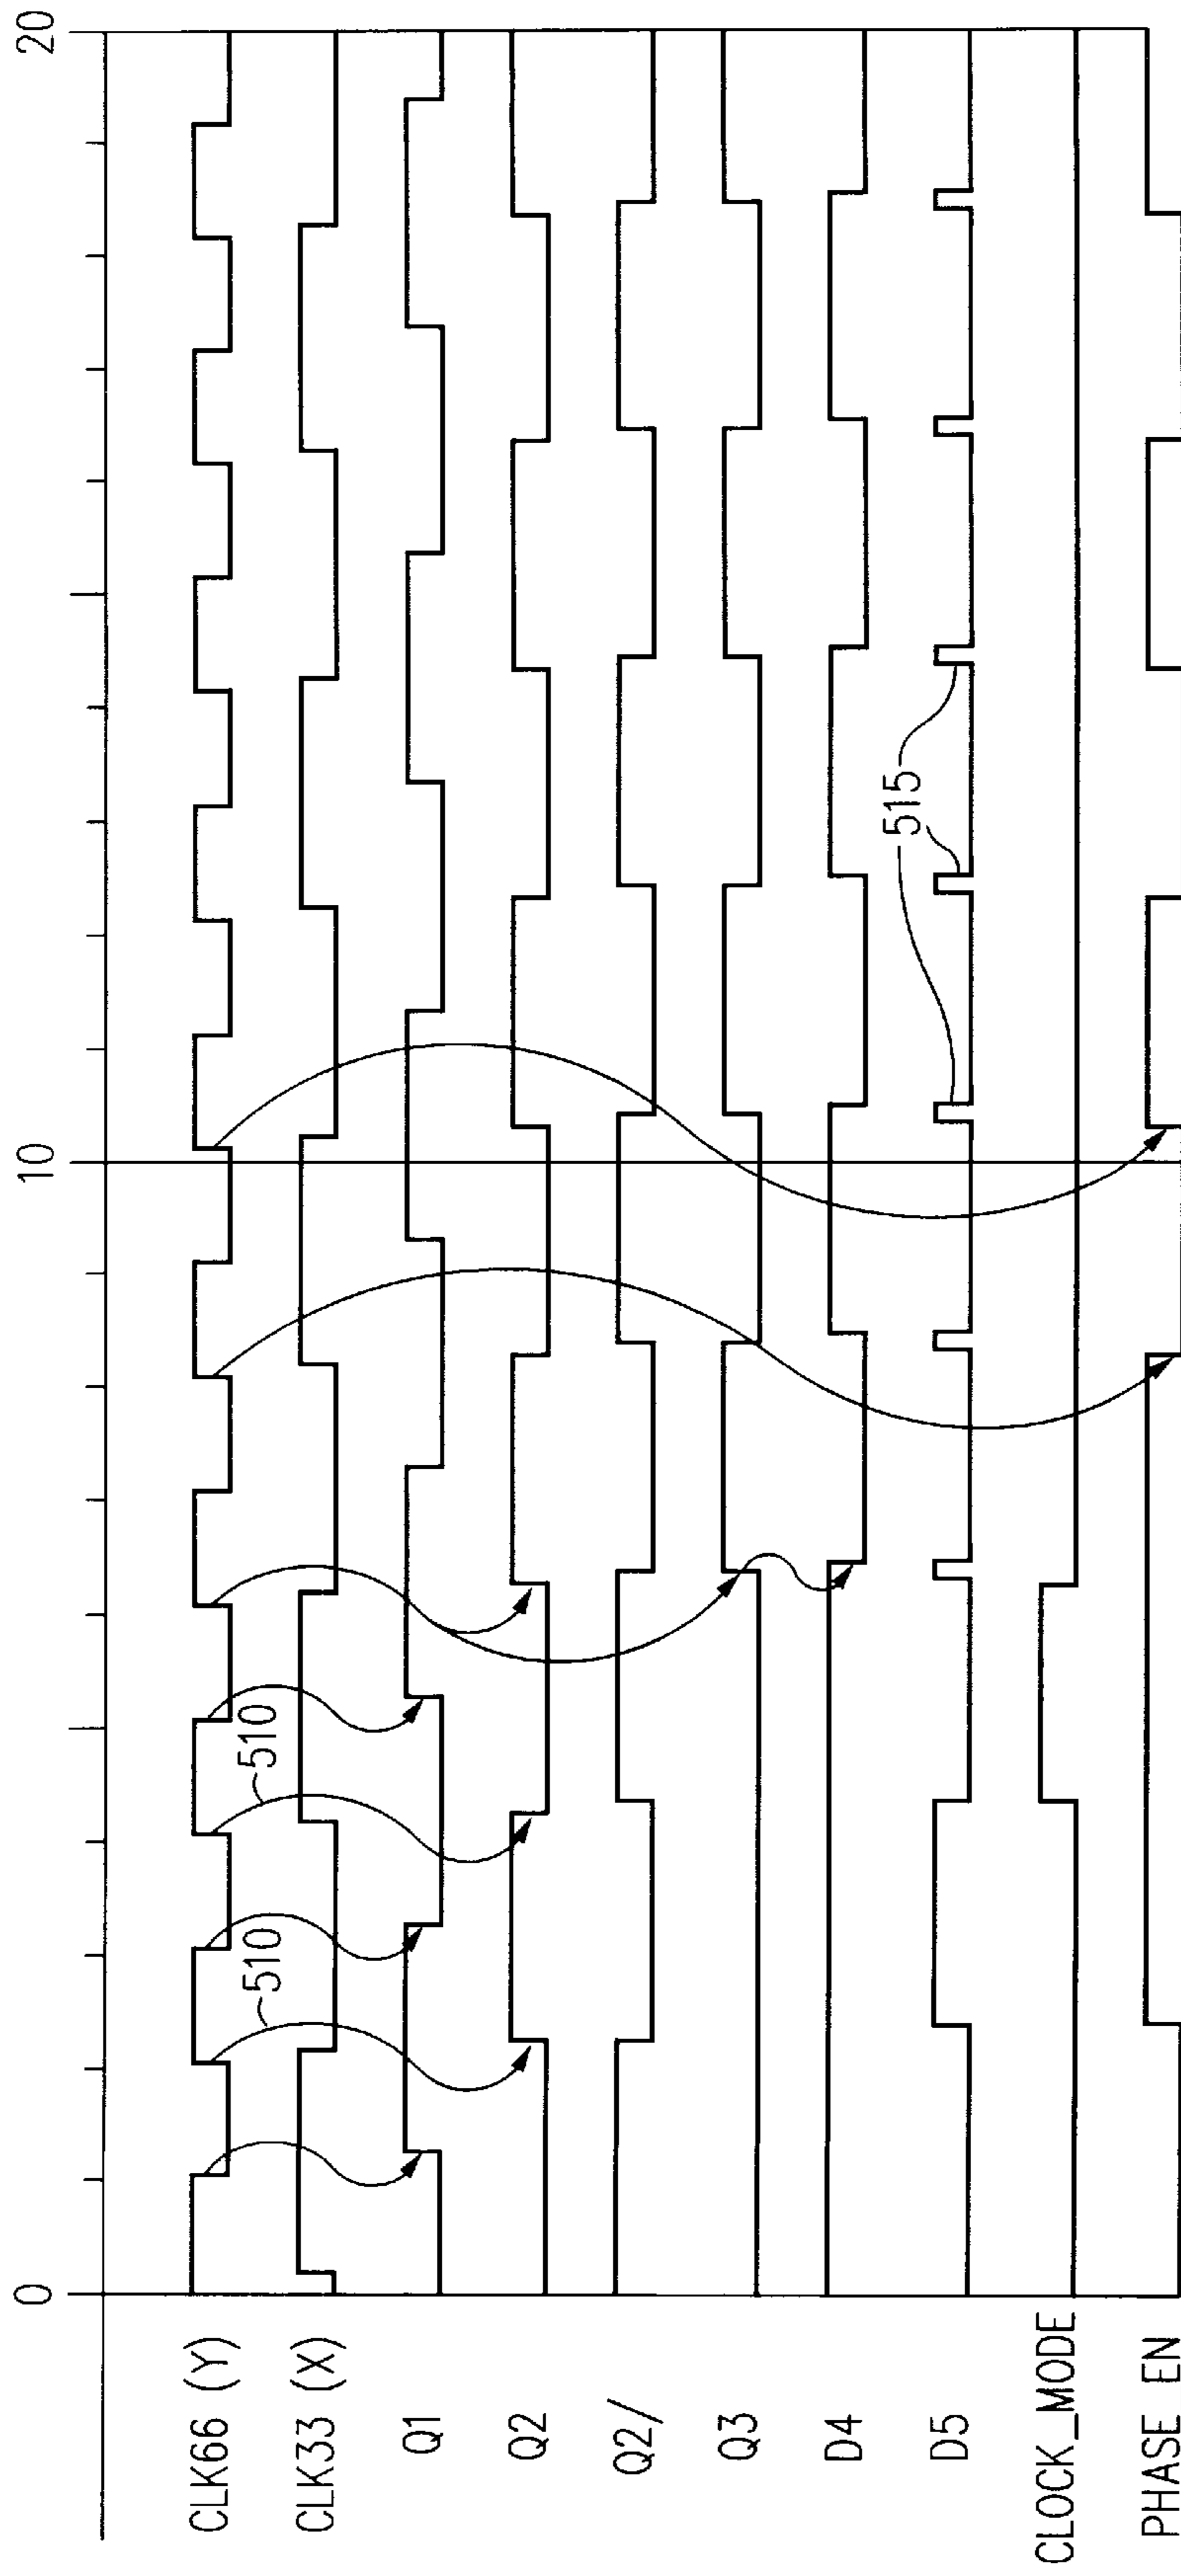 0
10
20
CLK66 (Y)
CLK33 (X)
Q1
Q2
Q2/
Q3
D4
D5
CLOCK_MODE
PHASE_EN
510
510
515